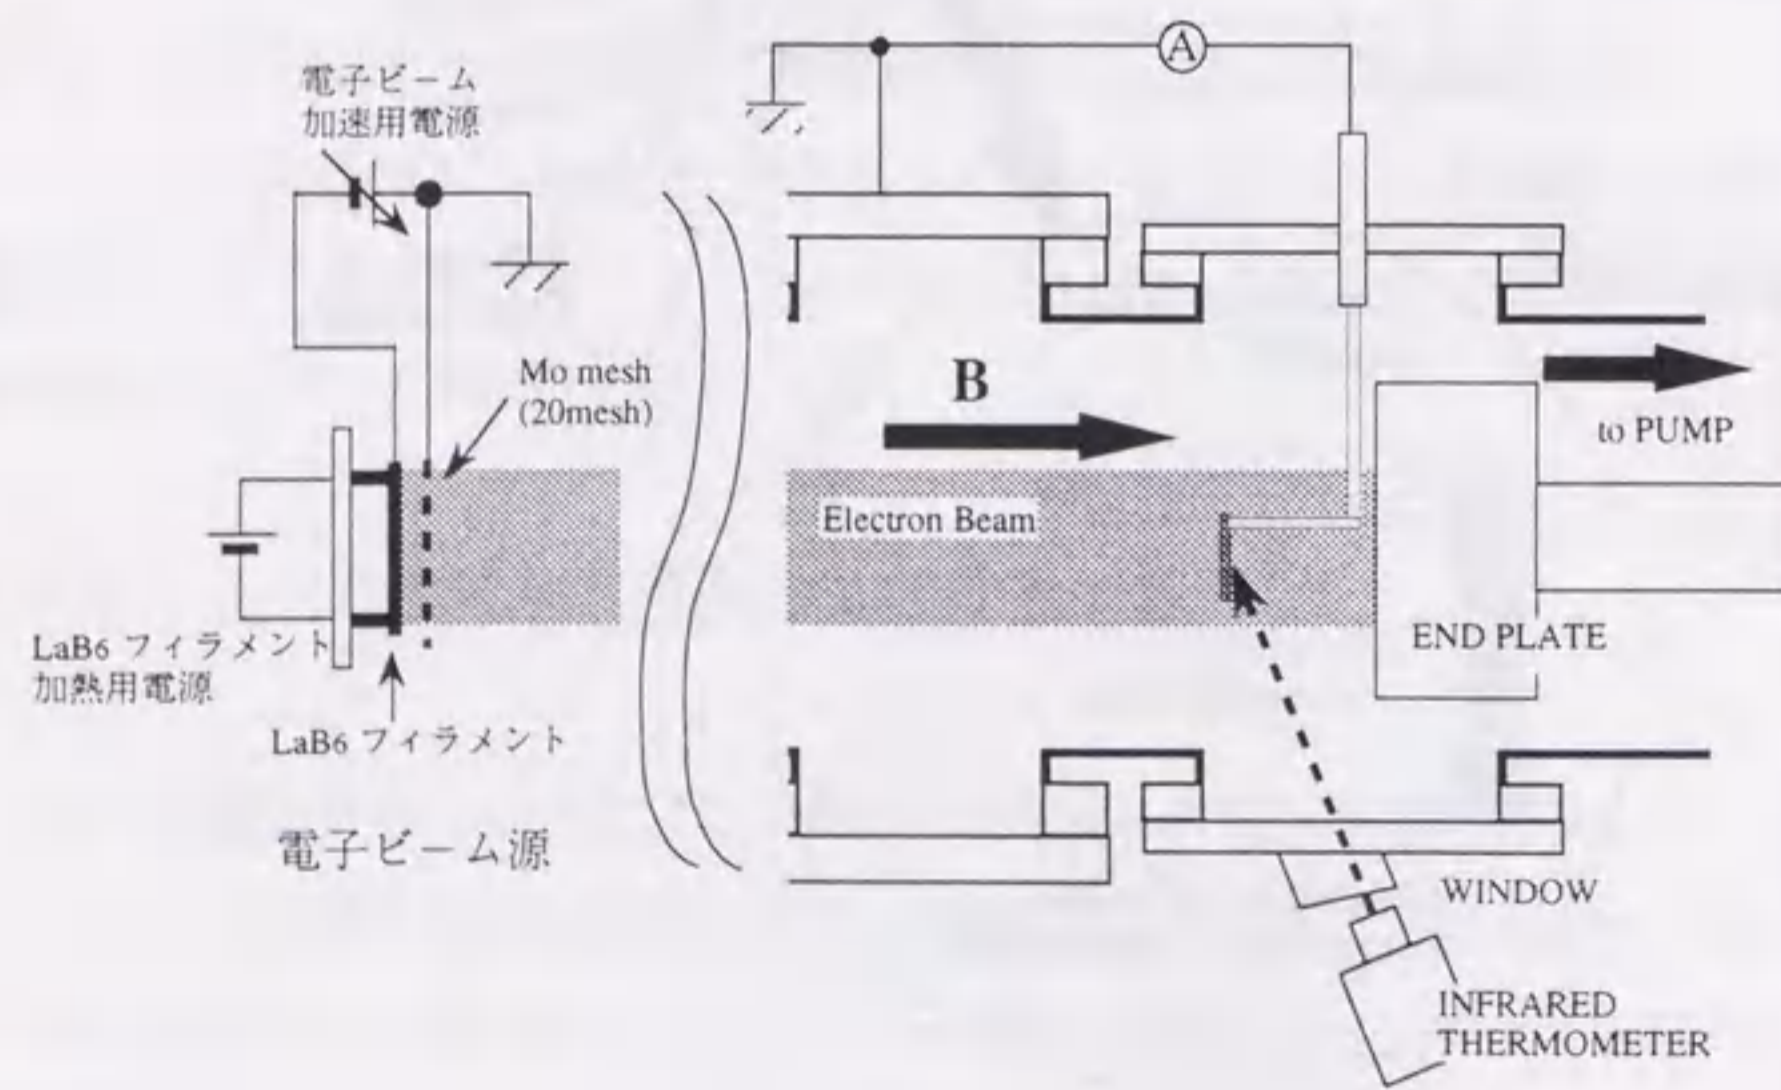 電子ビーム
加速用電源
A
Mo mesh
(20mesh)
B
to PUMP
Electron Beam
END PLATE
LaB6 フィラメント
加熱用電源
LaB6 フィラメント
電子ビーム源
WINDOW
INFRARED
THERMOMETER